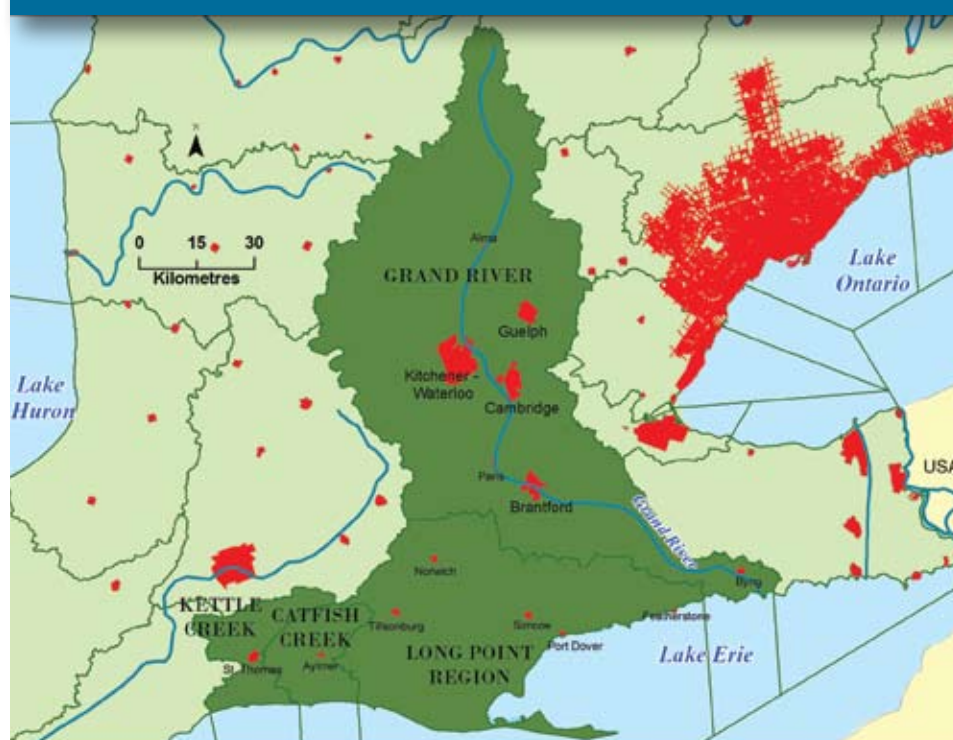 0 15 30
Kilometres
Alma
GRAND RIVER
Lake
Ontario
Guelph
Kitchener -
Waterloo
Cambridge
Lake
Huron
Paris
Brantford
USA
Grand River
Norwich
Byng
KETTLE
CREEK
CATFISH
CREEK
Tillsonburg
Simcoe
Featherstone
Port Dover
St. Thomas
Aylmer
LONG POINT
REGION
Lake Erie